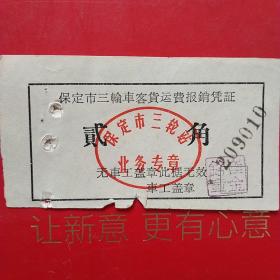 保定市三輪車客貨運費报銷凭証
貳 角
保定市三轮站
业务专章
209010
无車工盖章此据无效
車工盖章
让新意 更有心意